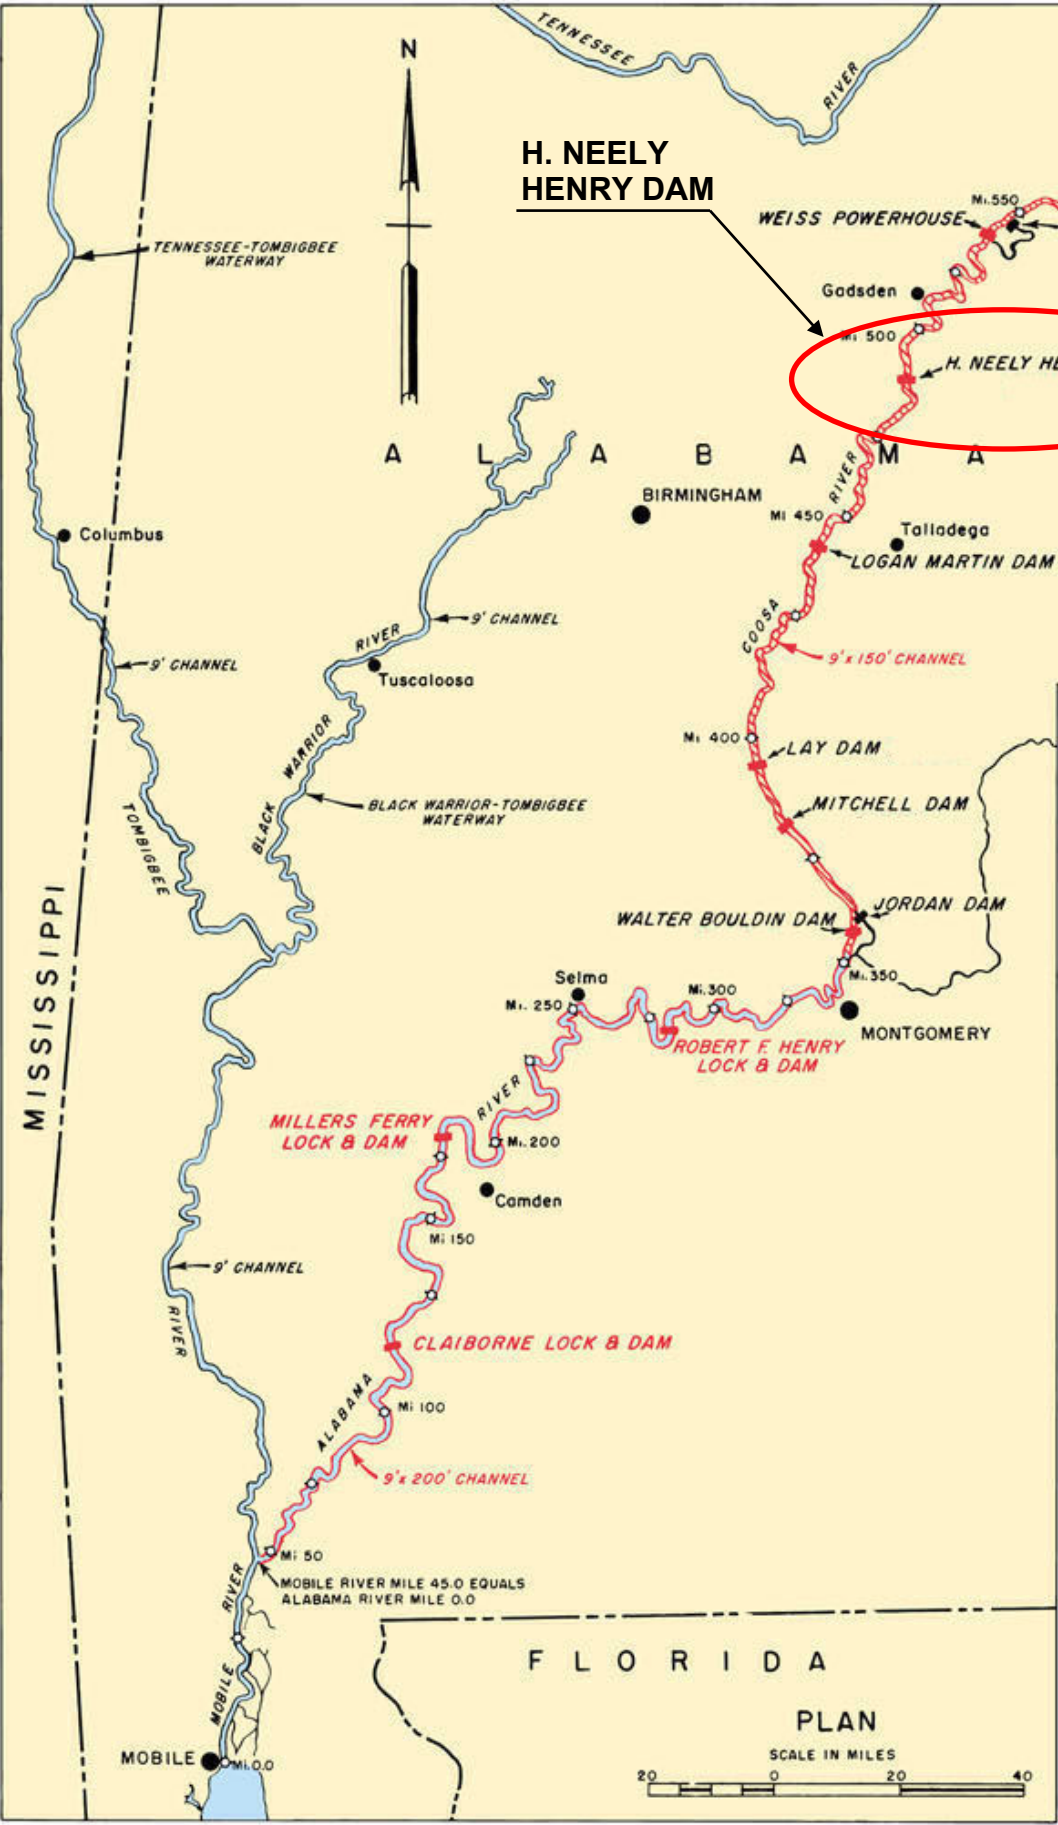 TENNESSEE
RIVER
N
H. NEELY
HENRY DAM
Mi.550
WEISS POWERHOUSE
TENNESSEE-TOMBIGBEE
WATERWAY
Gadsden
Mi 500
H. NEELY HE
A L A B A M A
RIVER
BIRMINGHAM
Mi 450
Talladega
Columbus
LOGAN MARTIN DAM
COOSA
9' CHANNEL
RIVER
9' CHANNEL
9'x 150' CHANNEL
Tuscaloosa
Mi 400
LAY DAM
WARRIOR
BLACK
BLACK WARRIOR-TOMBIGBEE
WATERWAY
MITCHELL DAM
TOMBIGBEE
MISSISSIPPI
JORDAN DAM
WALTER BOULDIN DAM
Mi.350
Selma
Mi.300
Mi. 250
MONTGOMERY
ROBERT F. HENRY
LOCK & DAM
RIVER
MILLERS FERRY
LOCK & DAM
Mi.200
Camden
Mi 150
9' CHANNEL
RIVER
CLAIBORNE LOCK & DAM
ALABAMA
Mi 100
9'x 200' CHANNEL
Mi 50
MOBILE RIVER MILE 45.0 EQUALS
ALABAMA RIVER MILE 0.0
RIVER
MOBILE
FLORIDA
PLAN
SCALE IN MILES
MOBILE
Mi.0.0
20 0 20 40